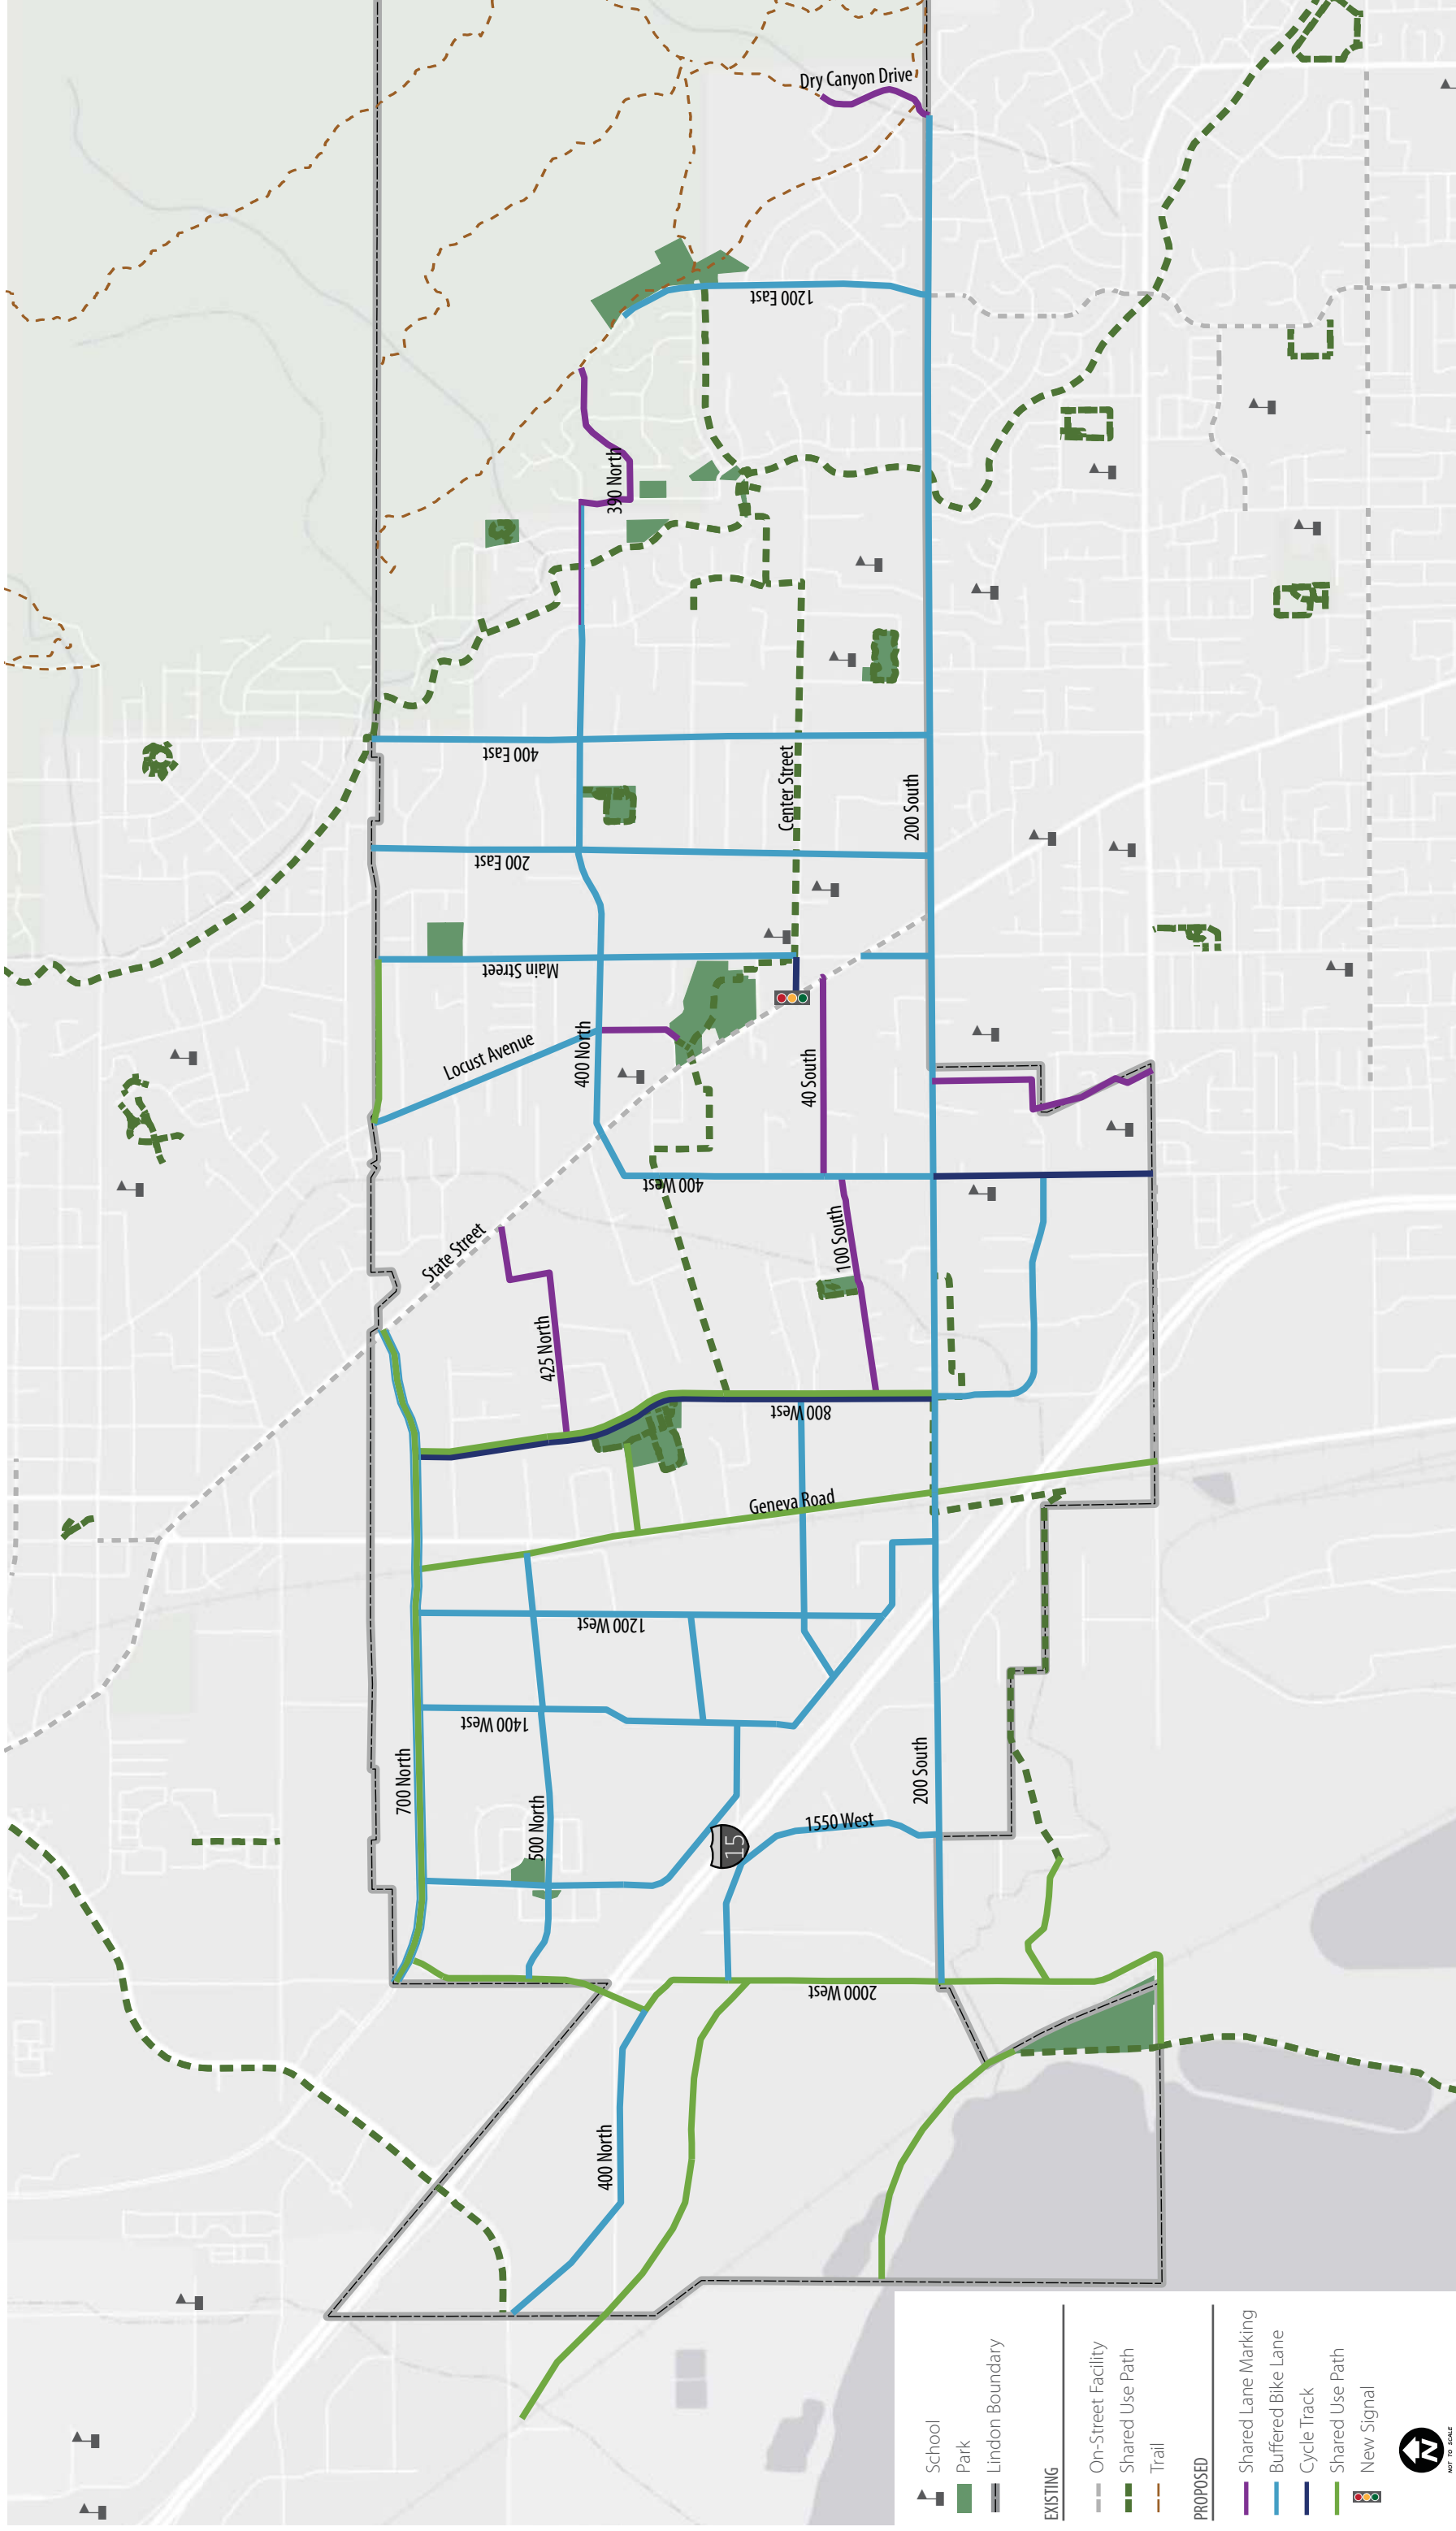 Dry Canyon Drive
1200 East
390 North
400 East
Center Street
200 South
200 East
Main Street
Locust Avenue
400 North
40 South
400 West
State Street
100 South
425 North
800 West
Geneva Road
1200 West
1400 West
700 North
500 North
200 South
15
1550 West
2000 West
400 North
School
Park
Lindon Boundary
EXISTING
On-Street Facility
Shared Use Path
Trail
PROPOSED
Shared Lane Marking
Buffered Bike Lane
Cycle Track
Shared Use Path
New Signal
N
NOT TO SCALE